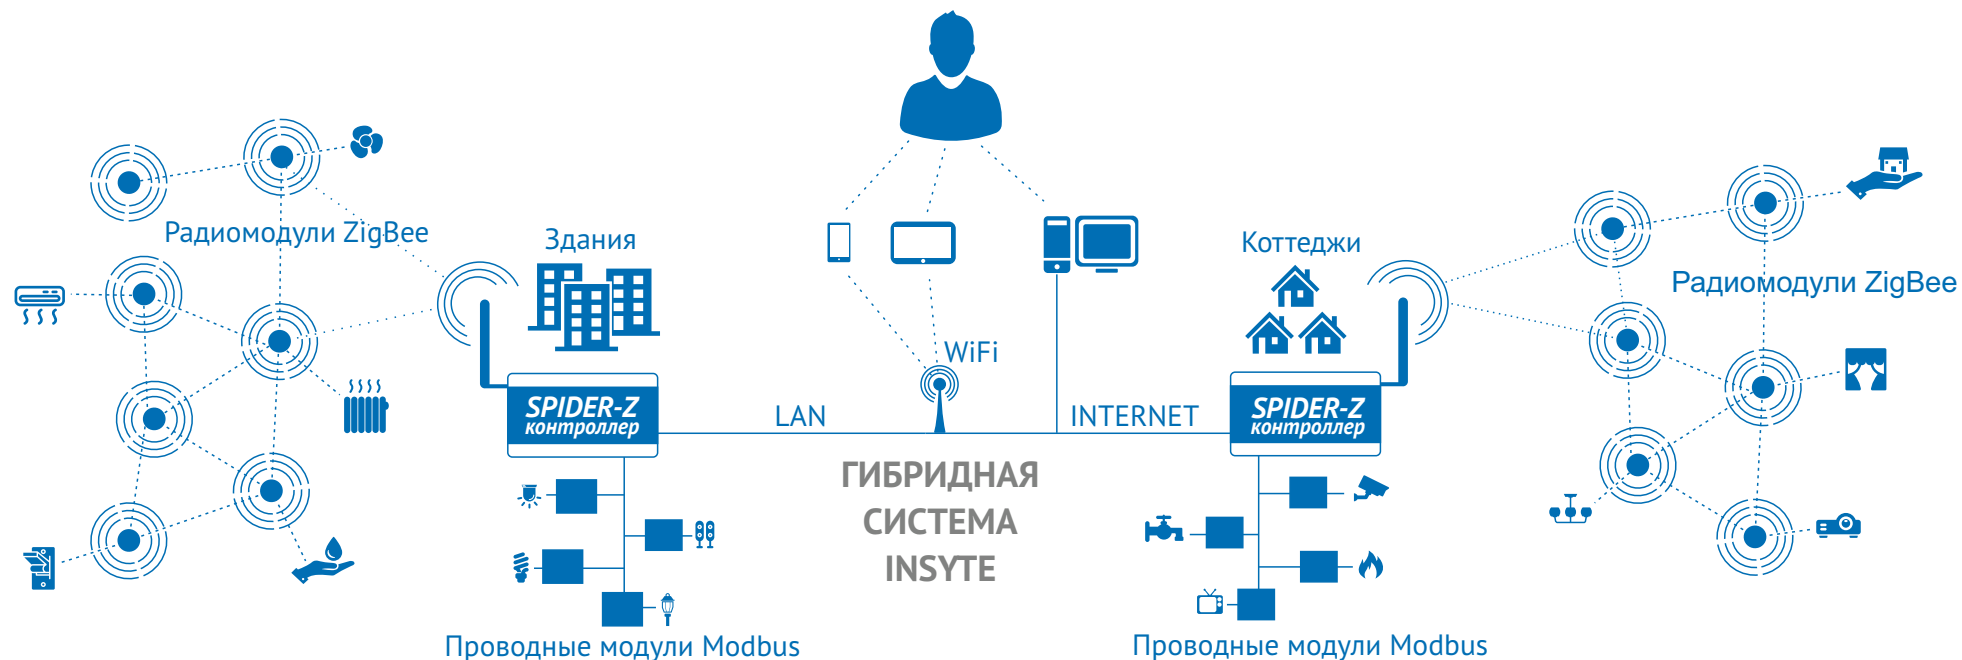 Радиомодули ZigBee
Здания
Коттеджи
Радиомодули ZigBee
WiFi
SPIDER-Z
контроллер
LAN
INTERNET
SPIDER-Z
контроллер
ГИБРИДНАЯ
СИСТЕМА
INSYTE
Проводные модули Modbus
Проводные модули Modbus